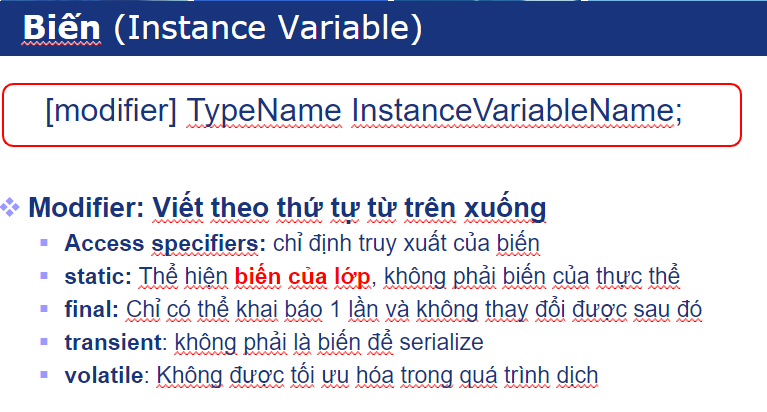 Biến (Instance Variable)
[modifier] TypeName InstanceVariableName;
Modifier: Viết theo thứ tự từ trên xuống
Access specifiers: chỉ định truy xuất của biến
static: Thể hiện biến của lớp, không phải biến của thực thể
final: Chỉ có thể khai báo 1 lần và không thay đổi được sau đó
transient: không phải là biến để serialize
volatile: Không được tối ưu hóa trong quá trình dịch